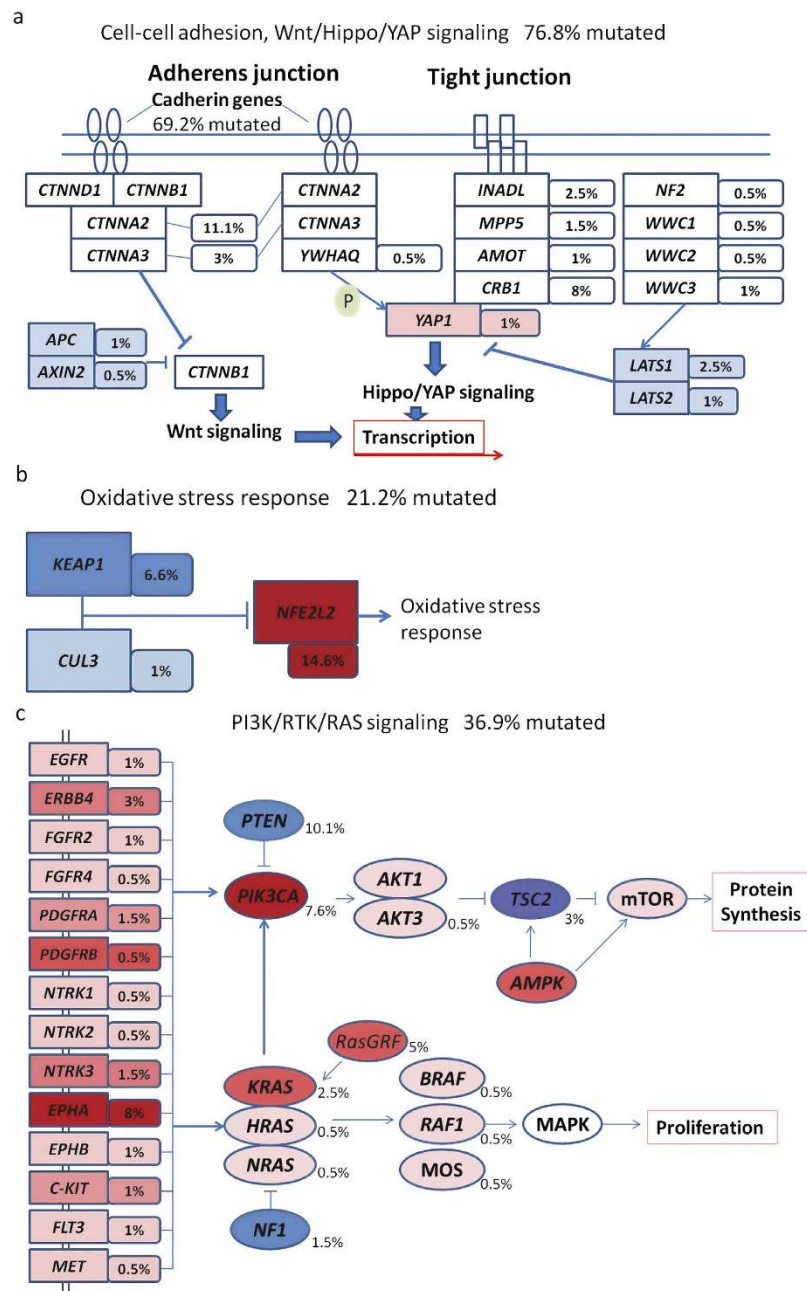 a
Cell-cell adhesion, Wnt/Hippo/YAP signaling 76.8% mutated
Adherens junction
Tight junction
Cadherin genes
69.2% mutated
CTNND1 CTNNB1
CTNNA2
CTNNA3
11.1%
3%
CTNNA2
CTNNA3
YWHAQ 0.5%
INADL 2.5%
MPP5 1.5%
AMOT 1%
CRB1 8%
NF2 0.5%
WWC1 0.5%
WWC2 0.5%
WWC3 1%
P
YAP1 1%
APC 1%
AXIN2 0.5%
CTNNB1
LATS1 2.5%
LATS2 1%
Hippo/YAP signaling
Wnt signaling
Transcription
b
Oxidative stress response 21.2% mutated
KEAP1 6.6%
CUL3 1%
NFE2L2
14.6%
Oxidative stress
response
c
PI3K/RTK/RAS signaling 36.9% mutated
EGFR 1%
ERBB4 3%
FGFR2 1%
FGFR4 0.5%
PDGFRA 1.5%
PDGFRB 0.5%
NTRK1 0.5%
NTRK2 0.5%
NTRK3 1.5%
EPHA 8%
EPHB 1%
C-KIT 1%
FLT3 1%
MET 0.5%
PTEN 10.1%
PIK3CA 7.6%
AKT1
AKT3 0.5%
TSC2 3%
mTOR
Protein
Synthesis
AMPK
RasGRF 5%
KRAS 2.5%
HRAS 0.5%
NRAS 0.5%
NF1 1.5%
BRAF 0.5%
RAF1 0.5%
MOS 0.5%
MAPK
Proliferation